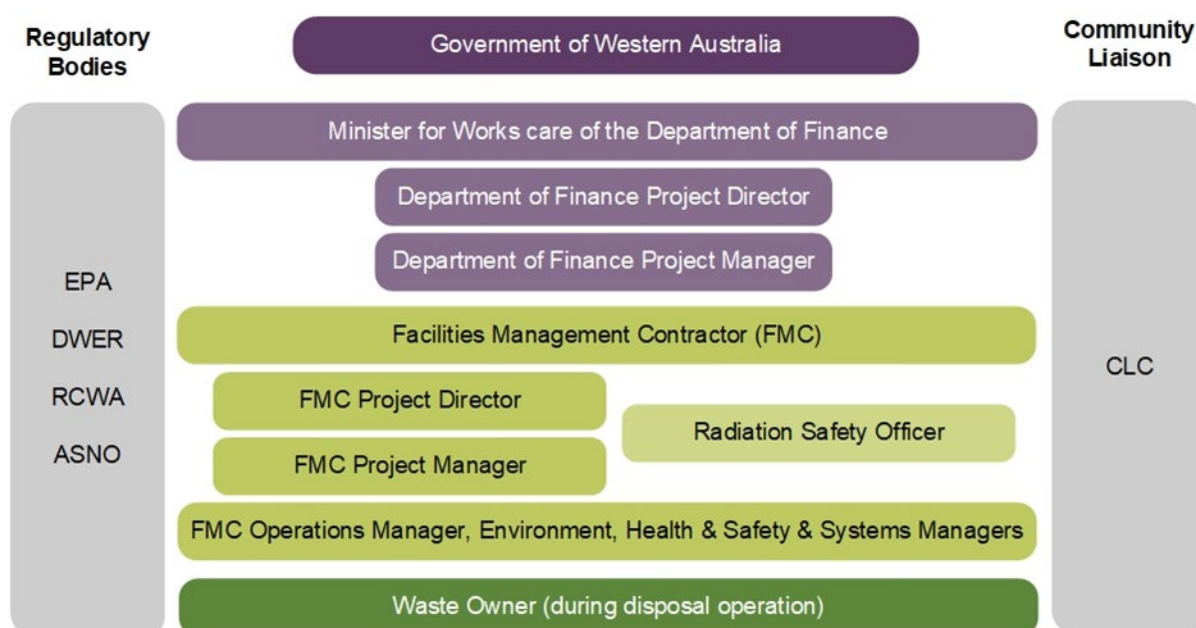 Regulatory
Bodies
Government of Western Australia
Community
Liaison
Minister for Works care of the Department of Finance
Department of Finance Project Director
Department of Finance Project Manager
EPA
DWER
RCWA
ASNO
Facilities Management Contractor (FMC)
FMC Project Director
Radiation Safety Officer
FMC Project Manager
FMC Operations Manager, Environment, Health & Safety & Systems Managers
Waste Owner (during disposal operation)
CLC